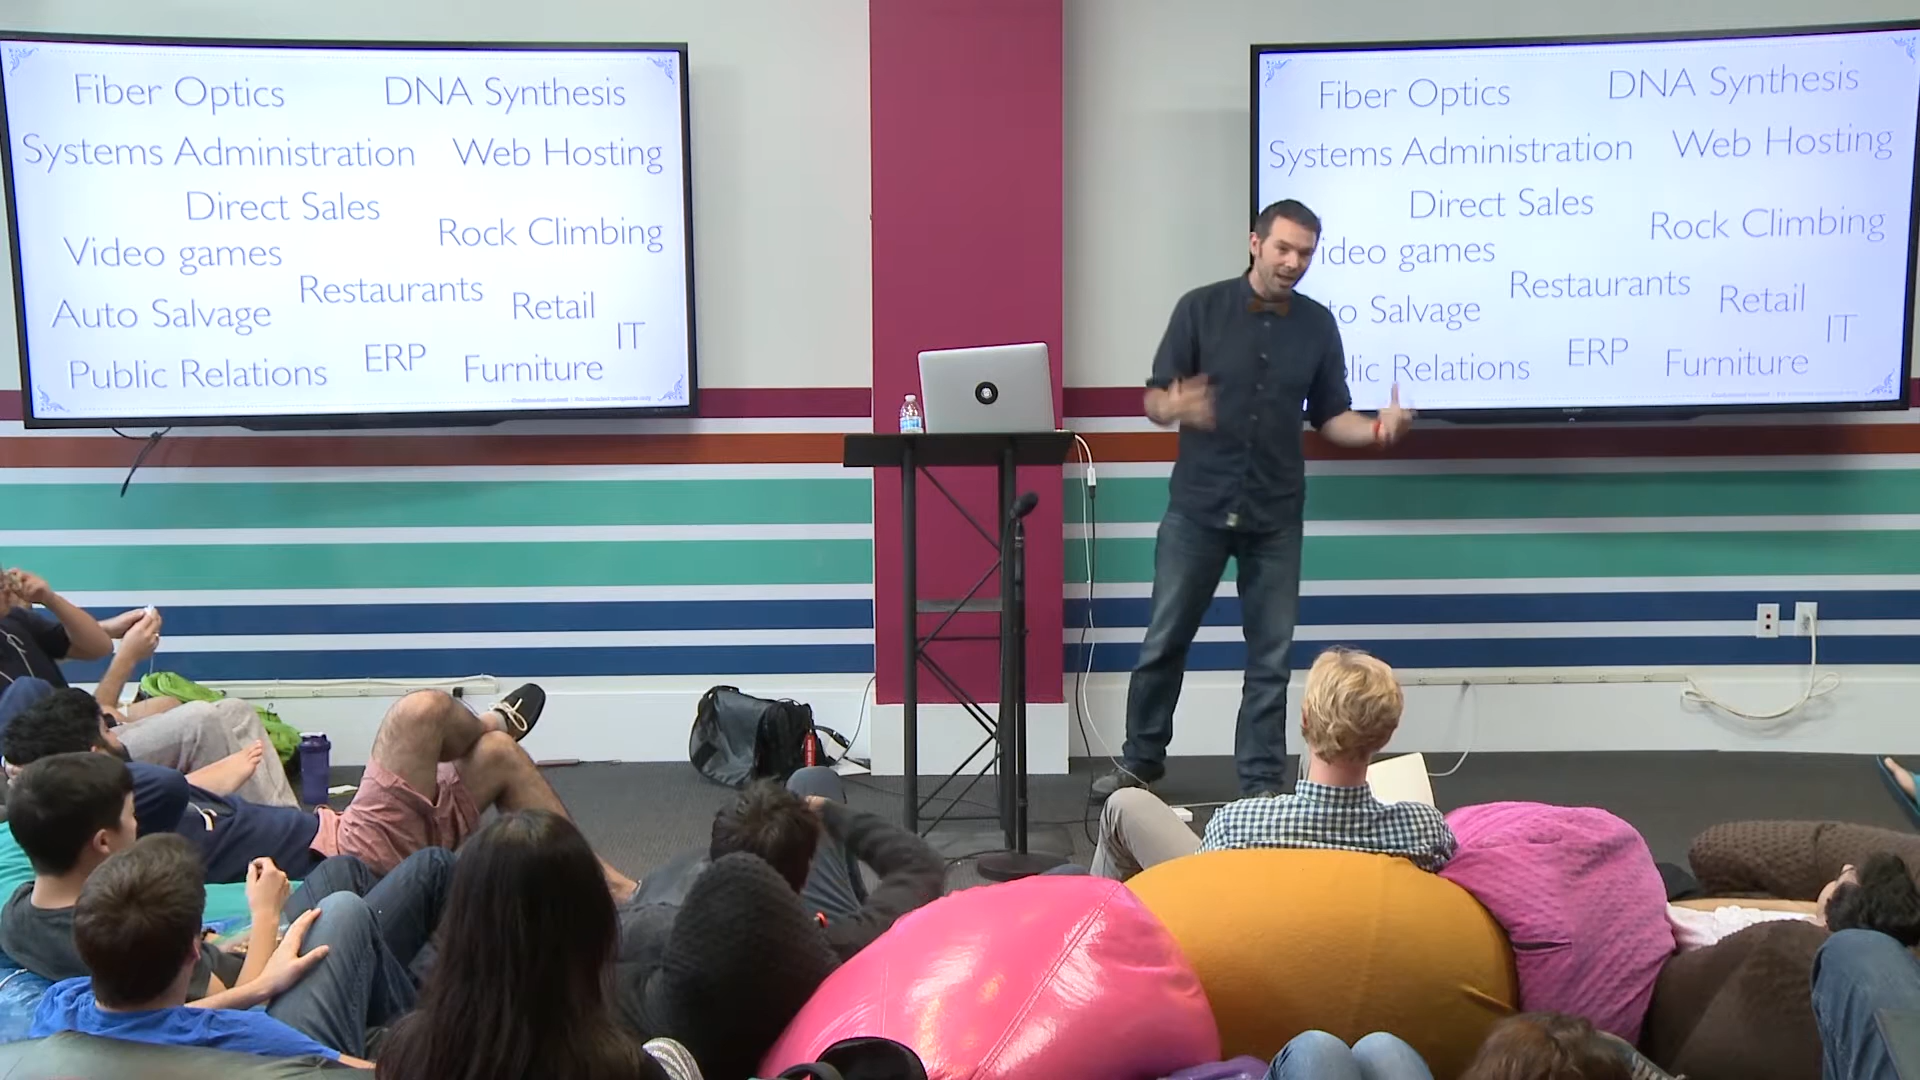 Fiber Optics DNA Synthesis
Systems Administration Web Hosting
Direct Sales
Rock Climbing
Video games
Restaurants
Retail
Auto Salvage
IT
ERP
Public Relations
Furniture
Fiber Optics DNA Synthesis
Systems Administration Web Hosting
Direct Sales
Rock Climbing
ideo games
Restaurants
Retail
to Salvage
IT
ERP
lic Relations
Furniture